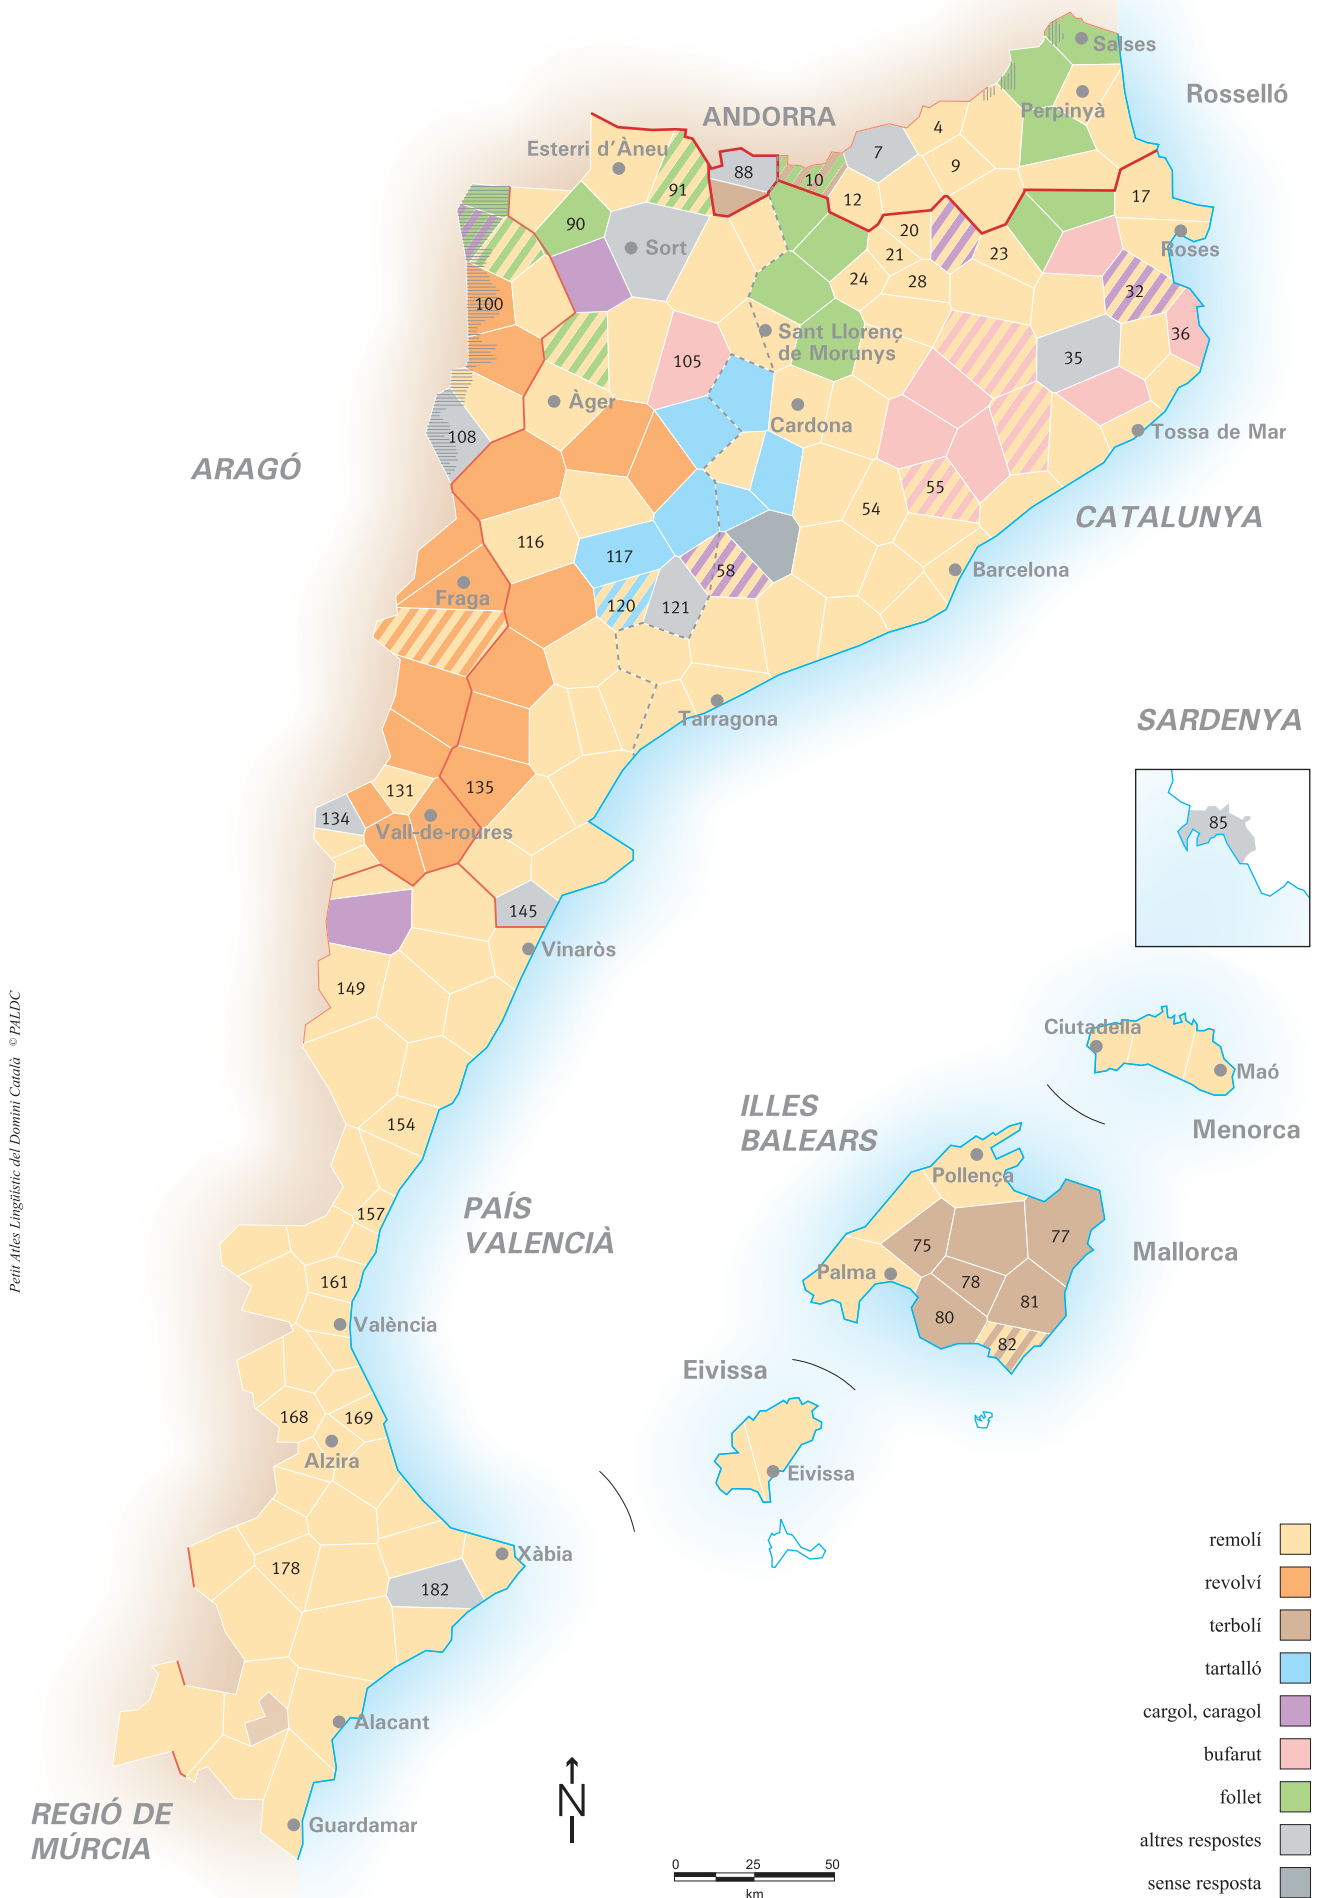 Salses
Rosselló
Perpinyà
ANDORRA
4
7
9
Esterri d'Àneu
88
10
91
12
17
90
20
Sort
21
23
Roses
24
28
32
100
Sant Llorenç
de Morunys
36
35
105
Àger
Cardona
Tossa de Mar
108
ARAGÓ
55
54
CATALUNYA
116
117
58
Barcelona
Fraga
120
121
Tarragona
SARDENYA
131
135
134
Vall-de-roures
85
145
Vinaròs
149
Ciutadella
Maó
ILLES
BALEARS
Menorca
154
Pollença
PAÍS
VALENCIÀ
157
75
77
Mallorca
Palma
78
161
81
80
València
82
Eivissa
168
169
Alzira
Eivissa
Xàbia
178
182
Alacant
REGIÓ DE
MÚRCIA
Guardamar
N
0 25 50
km
remolí
revolví
terbolí
tartalló
cargol, caragol
bufarut
follet
altres respostes
sense resposta
Petit Atles Lingüístic del Domini Català © PALDC